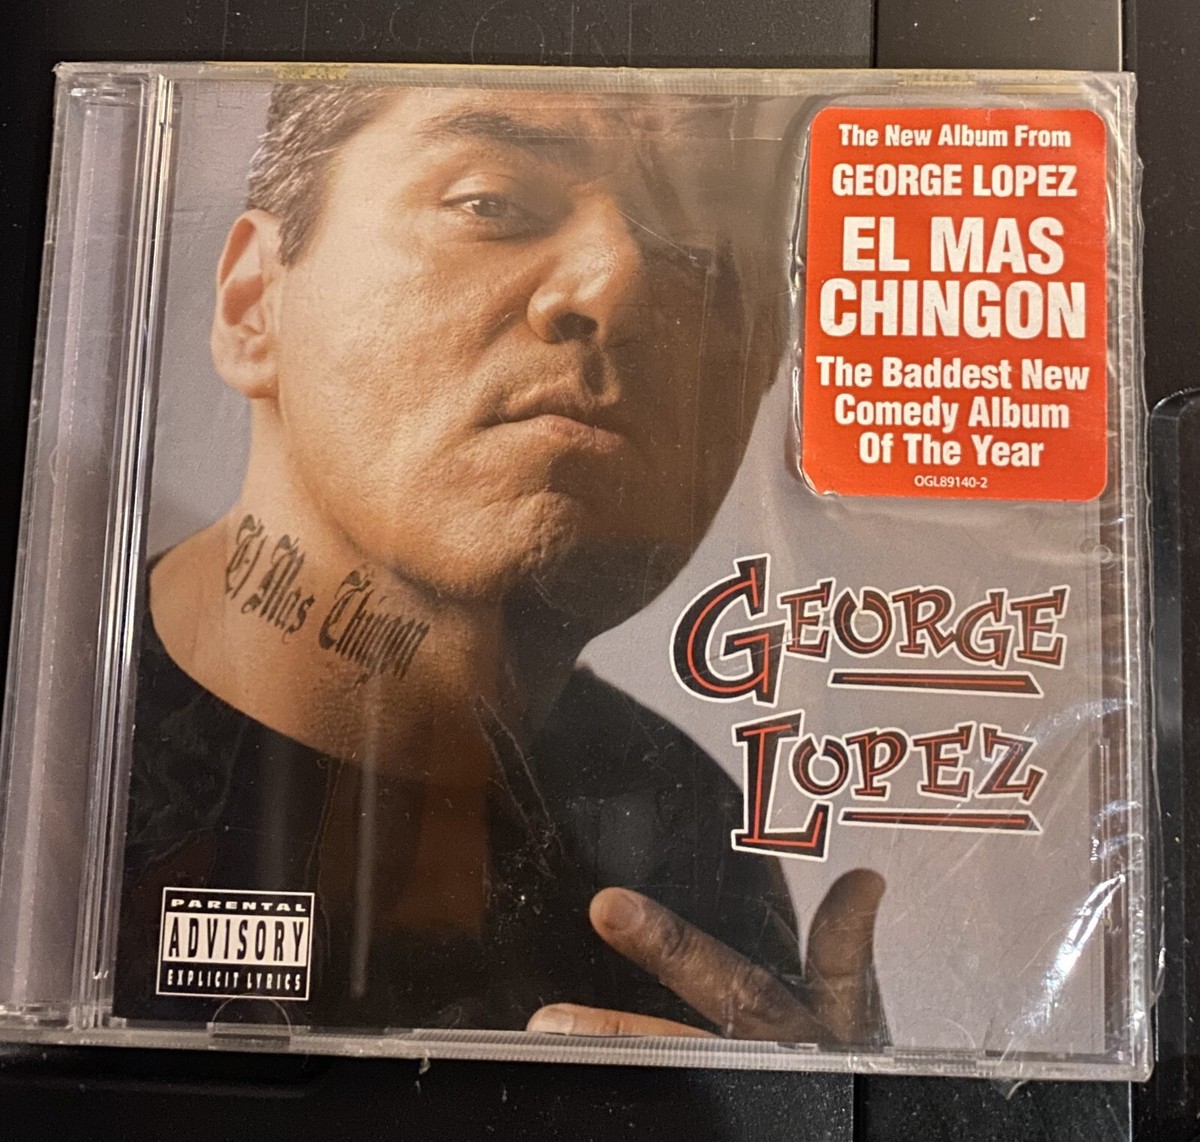 The New Album From
GEORGE LOPEZ
EL MAS
CHINGON
The Baddest New
Comedy Album
Of The Year
OGL89140-2
El Mas Chingon
GEORGE
LOPEZ
PARENTAL
ADVISORY
EXPLICIT LYRICS